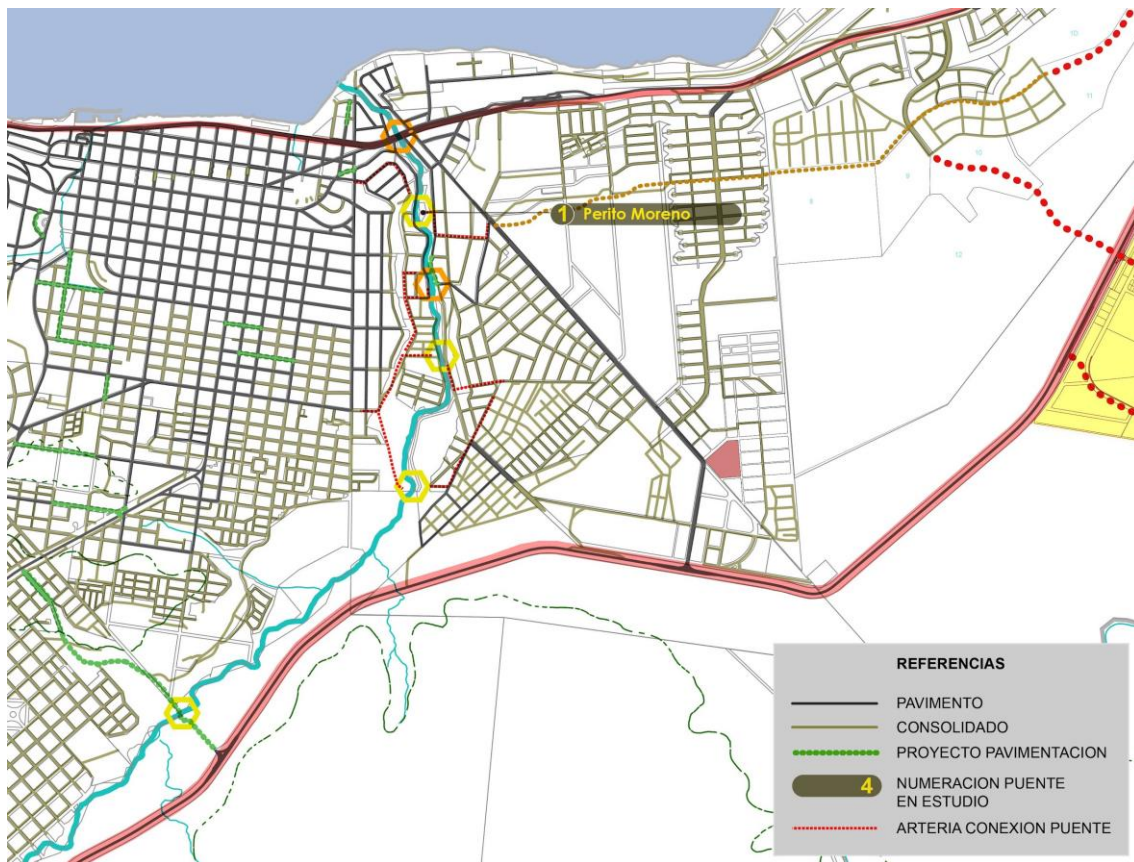 1 Perito Moreno
REFERENCIAS
PAVIMENTO
CONSOLIDADO
PROYECTO PAVIMENTACION
4 NUMERACION PUENTE
EN ESTUDIO
ARTERIA CONEXION PUENTE